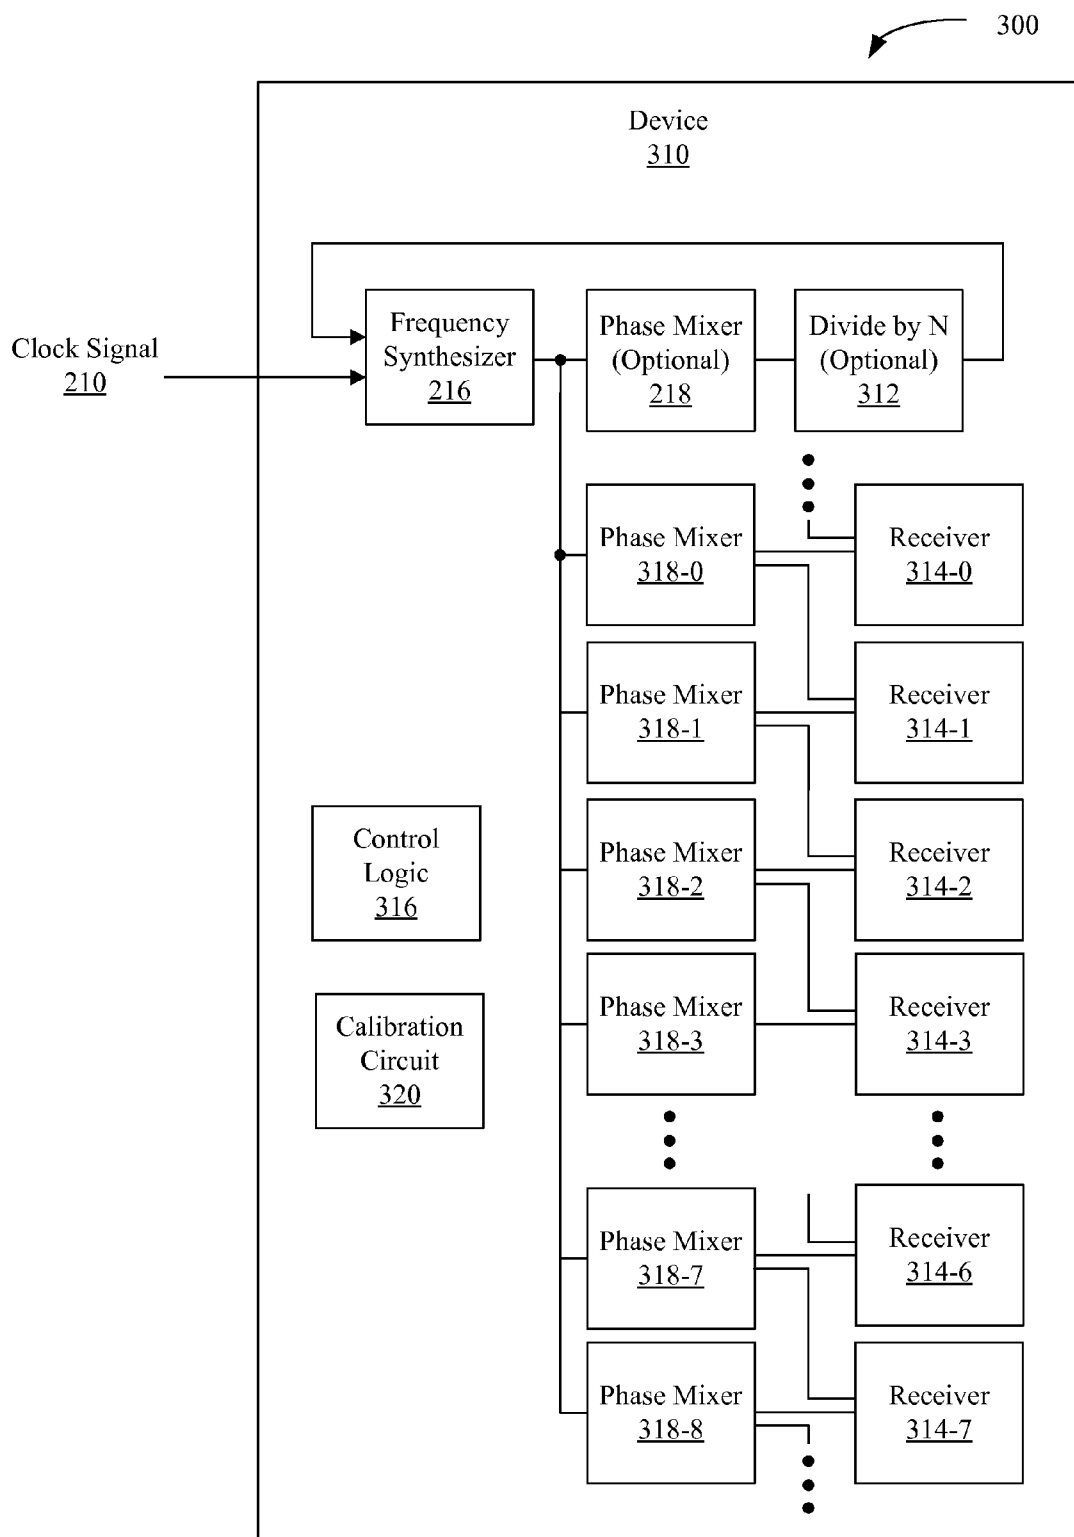 300
Device
310
Clock Signal
210
Frequency
Synthesizer
216
Phase Mixer
(Optional)
218
Divide by N
(Optional)
312
Phase Mixer
318-0
Receiver
314-0
Phase Mixer
318-1
Receiver
314-1
Control
Logic
316
Phase Mixer
318-2
Receiver
314-2
Calibration
Circuit
320
Phase Mixer
318-3
Receiver
314-3
Phase Mixer
318-7
Receiver
314-6
Phase Mixer
318-8
Receiver
314-7